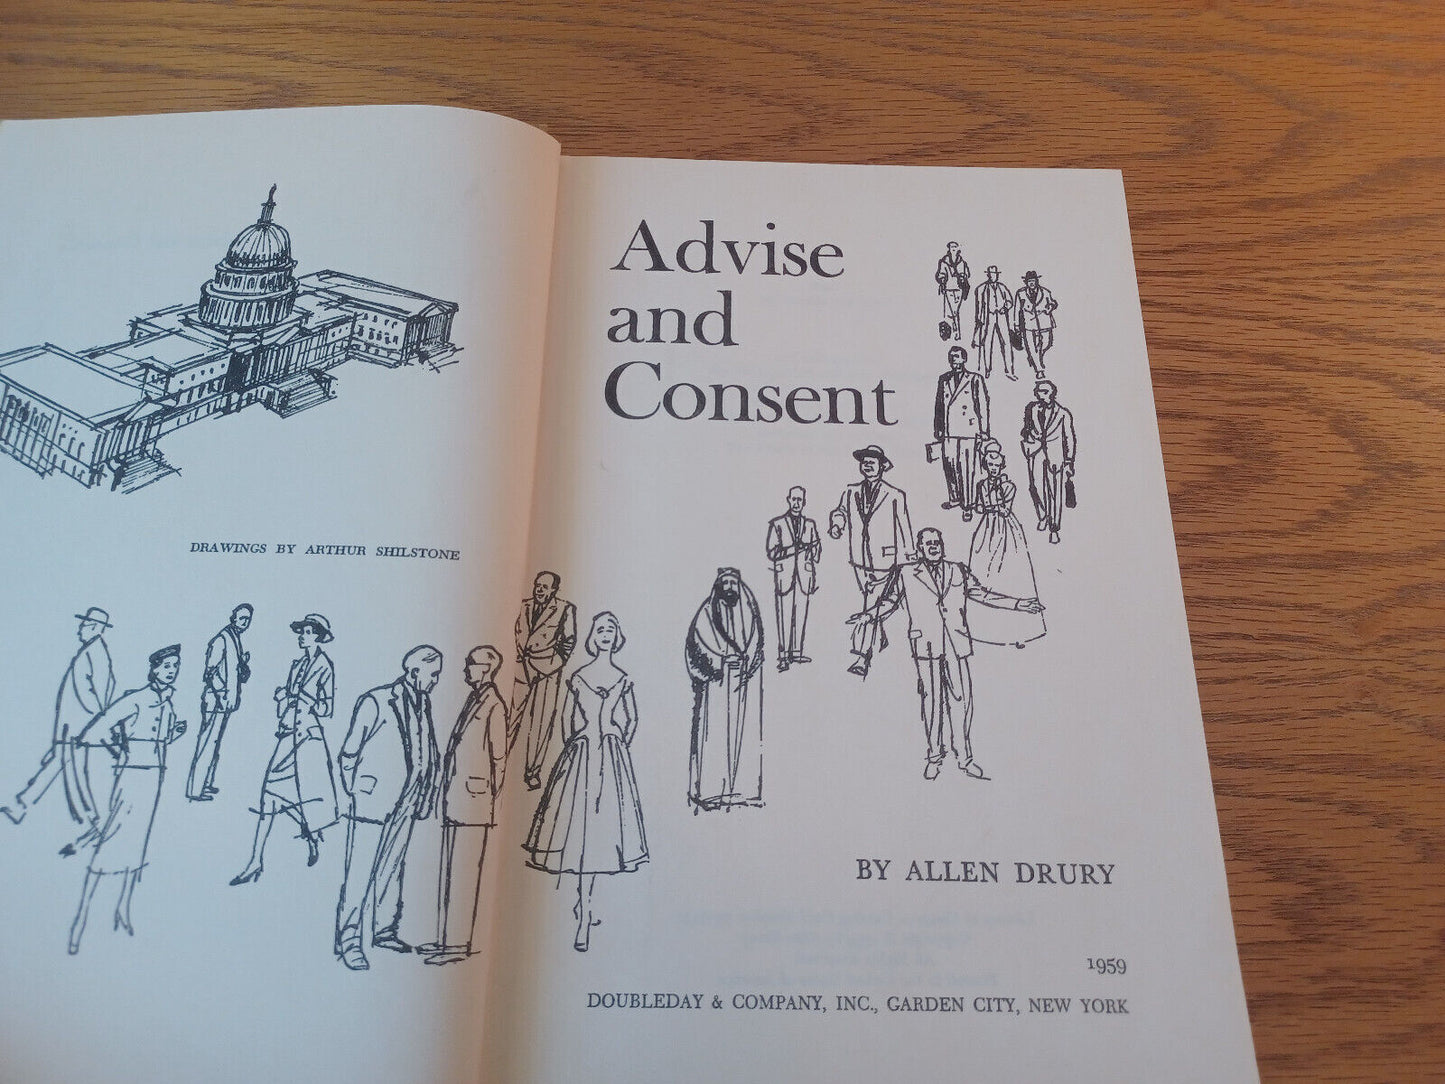 DRAWINGS BY ARTHUR SHILSTONE
Advise
and
Consent
BY ALLEN DRURY
1959
DOUBLEDAY & COMPANY, INC., GARDEN CITY, NEW YORK